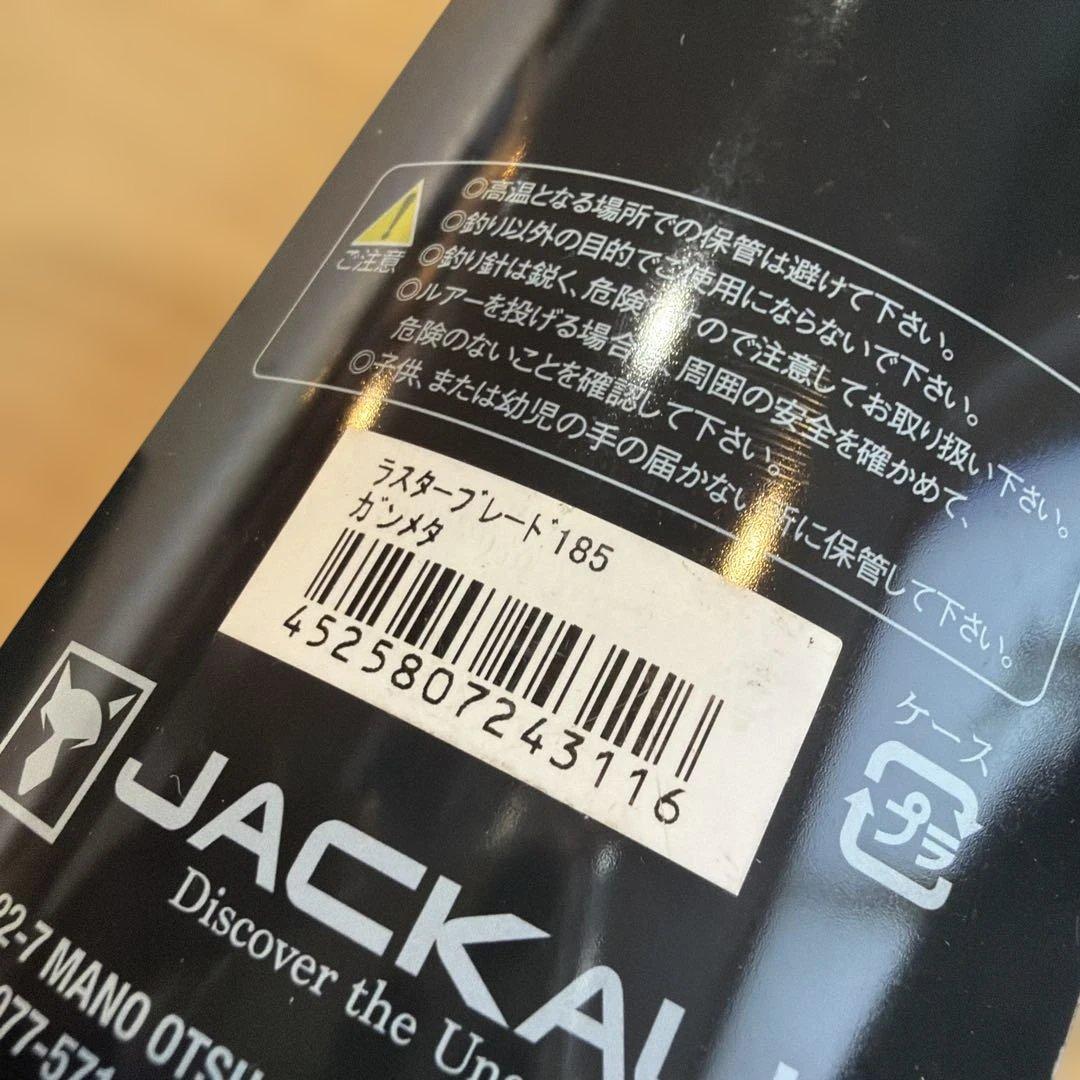 ご注意
◎高温となる場所での保管は避けて下さい。
◎釣り以外の目的でご使用にならないで下さい。
◎釣り針は鋭く、危険ですので注意してお取り扱い下さい。
◎ルアーを投げる場合は、周囲の安全を確かめて、
危険のないことを確認して下さい。
◎子供、または幼児の手の届かない所に保管して下さい。
ラスターブレード185
ガンメタ
4525807243116
ケース
プラ
JACKAL
Discover the Un
22-7 MANO OTSU
077-571